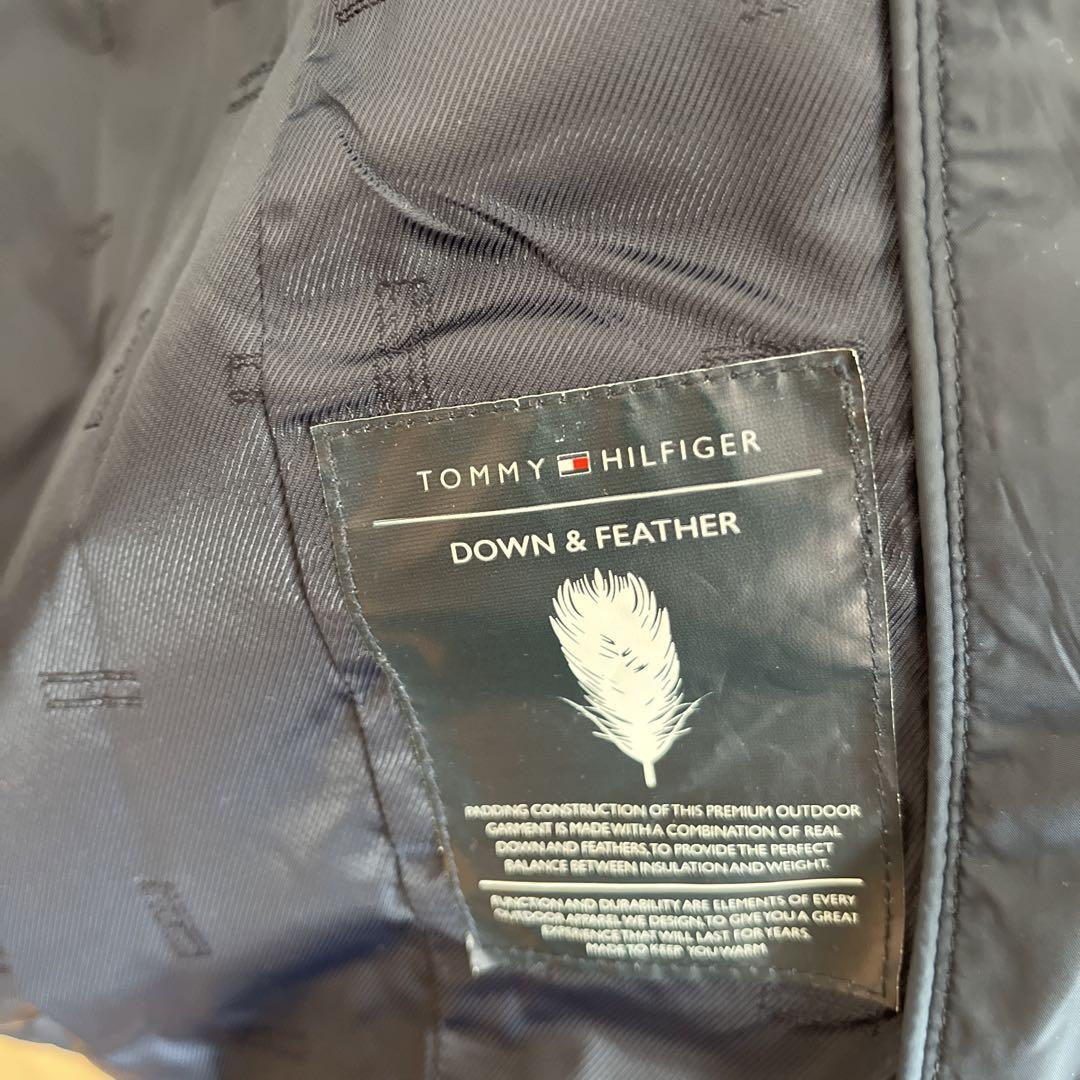 TOMMY HILFIGER
DOWN & FEATHER
PADDING CONSTRUCTION OF THIS PREMIUM OUTDOOR
GARMENT IS MADE WITH A COMBINATION OF REAL
DOWN AND FEATHERS, TO PROVIDE THE PERFECT
BALANCE BETWEEN INSULATION AND WEIGHT.
FUNCTION AND DURABILITY ARE ELEMENTS OF EVERY
OUTDOOR APPAREL WE DESIGN, TO GIVE YOU A GREAT
EXPERIENCE THAT WILL LAST FOR YEARS.
MADE TO KEEP YOU WARM.